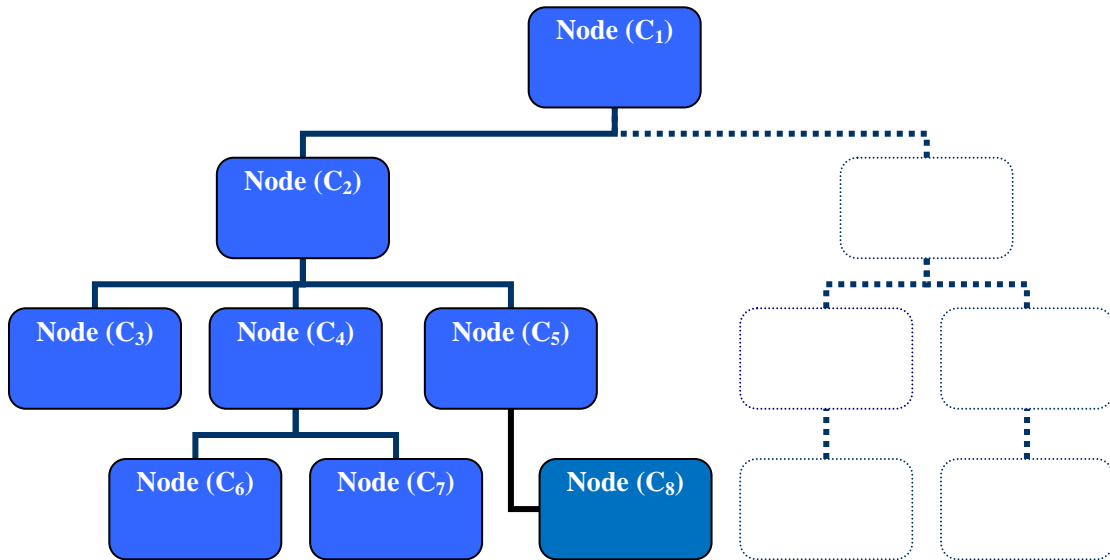 Node (C₁)
Node (C₂)
Node (C₃)
Node (C₄)
Node (C₅)
Node (C₆)
Node (C₇)
Node (C₈)